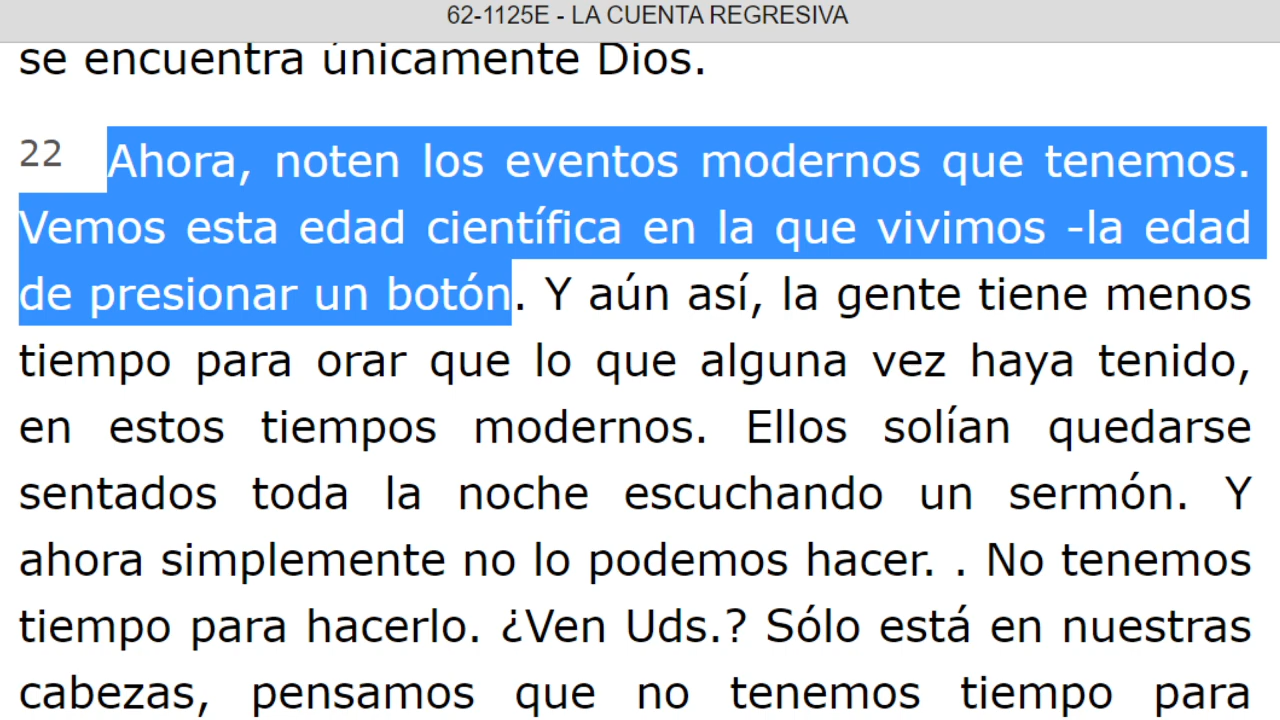 62-1125E - LA CUENTA REGRESIVA
se encuentra únicamente Dios.
22 Ahora, noten los eventos modernos que tenemos.
Vemos esta edad científica en la que vivimos -la edad
de presionar un botón. Y aún así, la gente tiene menos
tiempo para orar que lo que alguna vez haya tenido,
en estos tiempos modernos. Ellos solían quedarse
sentados toda la noche escuchando un sermón. Y
ahora simplemente no lo podemos hacer. . No tenemos
tiempo para hacerlo. ¿Ven Uds.? Sólo está en nuestras
cabezas, pensamos que no tenemos tiempo para